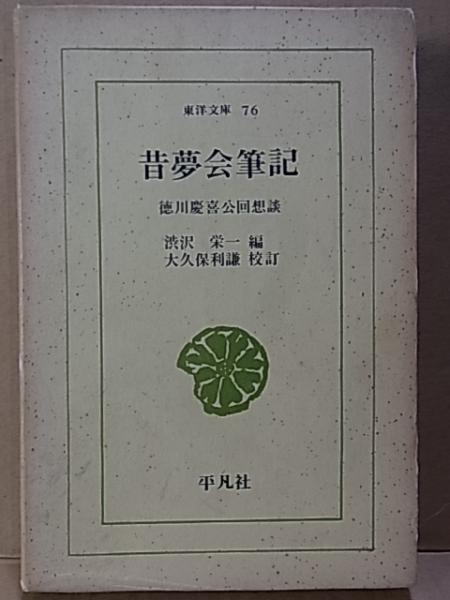 東洋文庫 76
昔夢会筆記
徳川慶喜公回想談
渋沢 栄一 編
大久保利謙 校訂
平凡社